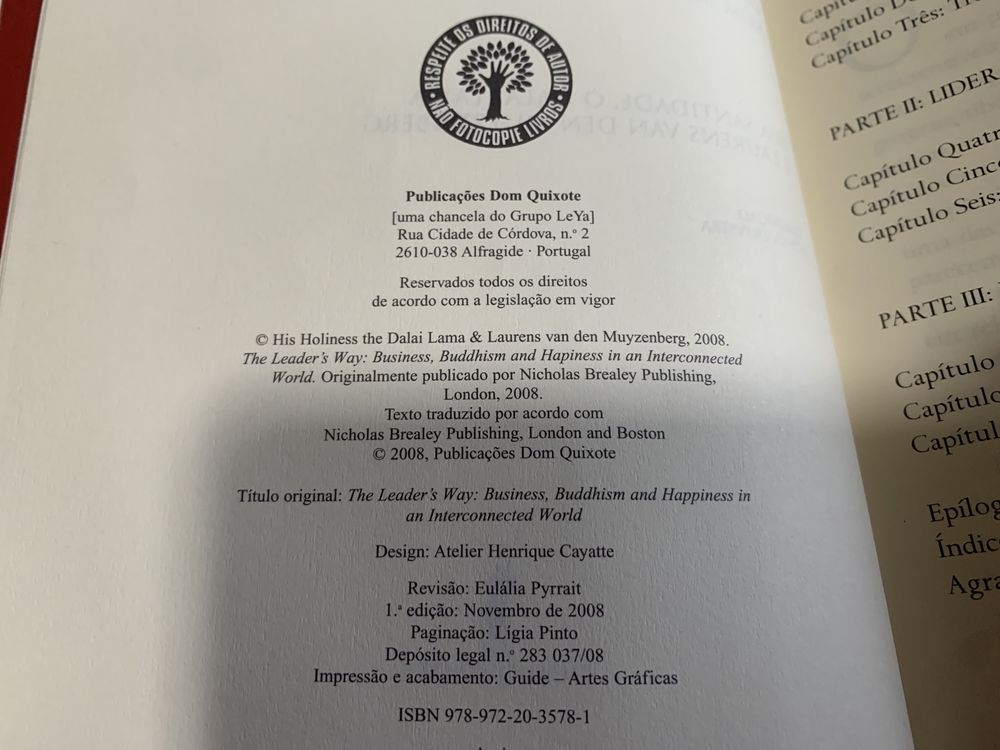 RESPEITE OS DIREITOS DE AUTOR
NÃO FOTOCOPIE LIVROS
Publicações Dom Quixote
[uma chancela do Grupo LeYa]
Rua Cidade de Córdova, n.º 2
2610-038 Alfragide · Portugal
Reservados todos os direitos
de acordo com a legislação em vigor
© His Holiness the Dalai Lama & Laurens van den Muyzenberg, 2008.
The Leader's Way: Business, Buddhism and Hapiness in an Interconnected
World. Originalmente publicado por Nicholas Brealey Publishing,
London, 2008.
Texto traduzido por acordo com
Nicholas Brealey Publishing, London and Boston
© 2008, Publicações Dom Quixote
Título original: The Leader's Way: Business, Buddhism and Happiness in
an Interconnected World
Design: Atelier Henrique Cayatte
Revisão: Eulália Pyrrait
1.ª edição: Novembro de 2008
Paginação: Lígia Pinto
Depósito legal n.º 283 037/08
Impressão e acabamento: Guide – Artes Gráficas
ISBN 978-972-20-3578-1
Capítulo Três:
PARTE II: LIDER
Capítulo Quatr
Capítulo Cinco
Capítulo Seis:
PARTE III:
Capítulo
Capítulo
Capítul
Epílog
Índic
Agra